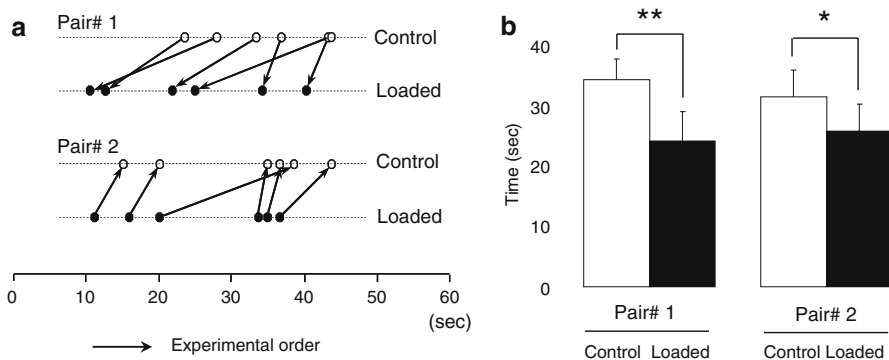 a
Pair# 1
Control
Loaded
Pair# 2
Control
Loaded
0 10 20 30 40 50 60
(sec)
Experimental order
b
** *
40
30
20
10
0
Time (sec)
Pair# 1 Pair# 2
Control Loaded Control Loaded